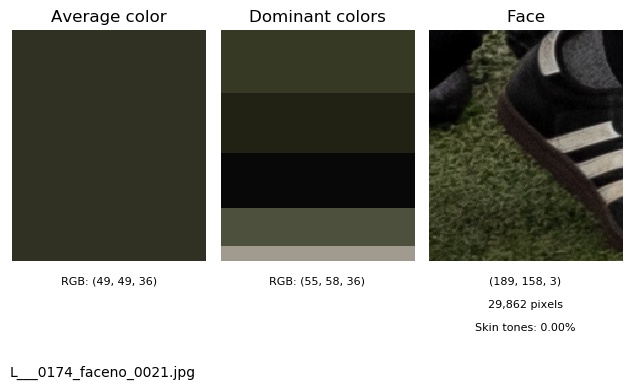 Average color
Dominant colors
Face
RGB: (49, 49, 36)
RGB: (55, 58, 36)
(189, 158, 3)
29,862 pixels
Skin tones: 0.00%
L___0174_faceno_0021.jpg